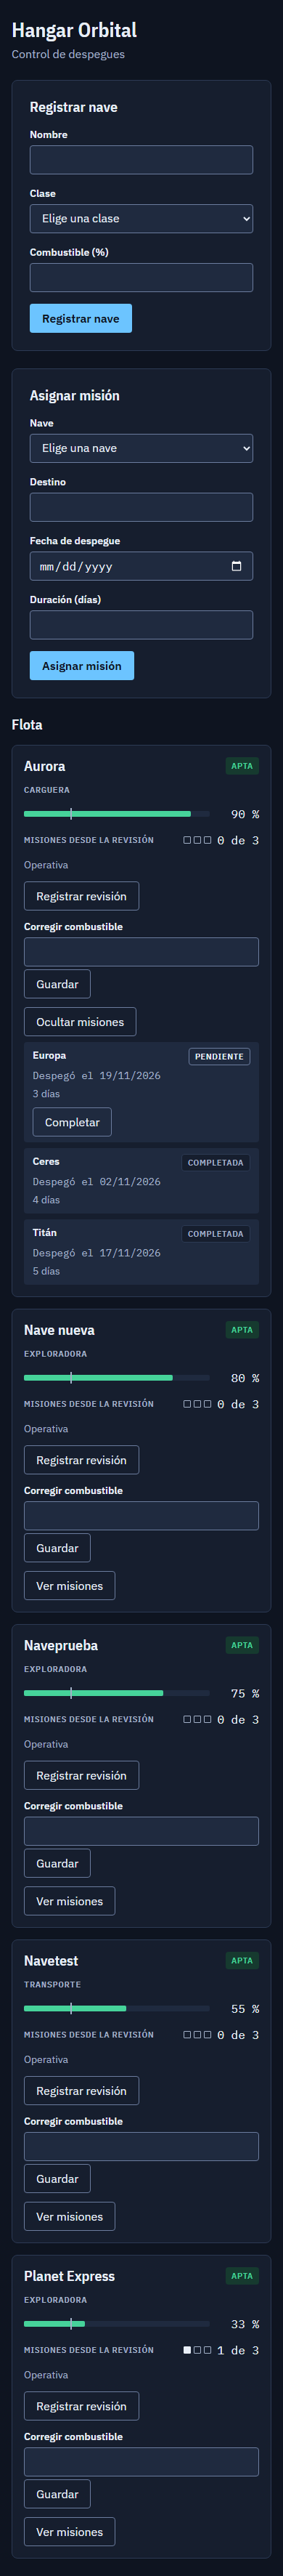 Hangar Orbital
Control de despegues
Registrar nave
Nombre
Clase
Elige una clase
Combustible (%)
Registrar nave
Asignar misión
Nave
Elige una nave
Destino
Fecha de despegue
mm/dd/yyyy
Duración (días)
Asignar misión
Flota
Aurora APTA
CARGUERA
90 %
MISIONES DESDE LA REVISIÓN 0 de 3
Operativa
Registrar revisión
Corregir combustible
Guardar
Ocultar misiones
Europa PENDIENTE
Despegó el 19/11/2026
3 días
Completar
Ceres COMPLETADA
Despegó el 02/11/2026
4 días
Titán COMPLETADA
Despegó el 17/11/2026
5 días
Nave nueva APTA
EXPLORADORA
80 %
MISIONES DESDE LA REVISIÓN 0 de 3
Operativa
Registrar revisión
Corregir combustible
Guardar
Ver misiones
Naveprueba APTA
EXPLORADORA
75 %
MISIONES DESDE LA REVISIÓN 0 de 3
Operativa
Registrar revisión
Corregir combustible
Guardar
Ver misiones
Navetest APTA
TRANSPORTE
55 %
MISIONES DESDE LA REVISIÓN 0 de 3
Operativa
Registrar revisión
Corregir combustible
Guardar
Ver misiones
Planet Express APTA
EXPLORADORA
33 %
MISIONES DESDE LA REVISIÓN 1 de 3
Operativa
Registrar revisión
Corregir combustible
Guardar
Ver misiones